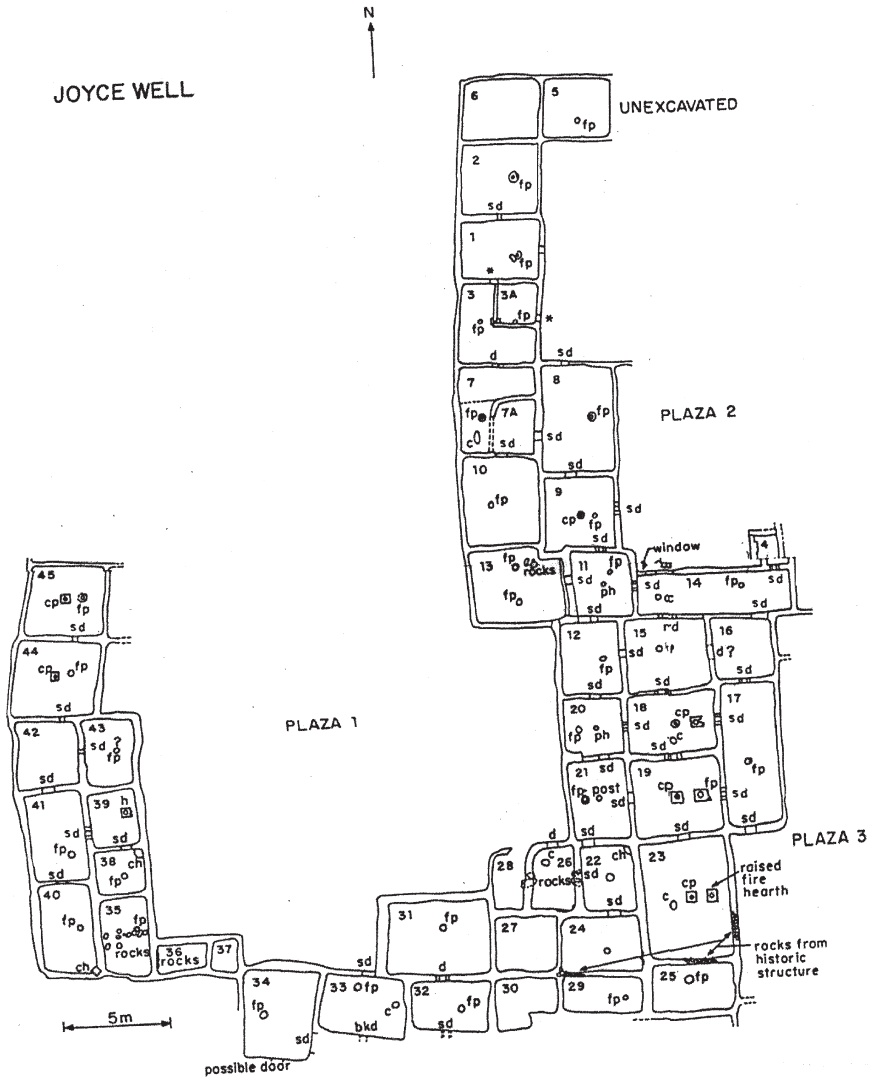 N
JOYCE WELL
6
5
UNEXCAVATED
fp
2
fp
sd
1
fp
*
3
3A
fp
fp
*
d
sd
7
8
fp
7A
fp
PLAZA 2
c
sd
sd
10
sd
fp
9
cp
fp
sd
sd
4
window
13
fp
rocks
fp
11
fp
sd
ph
sd
sd
14
fp
sd
c
sd
12
fp
sd
rd
15
fp
sd
sd
16
d?
sd
45
cp
fp
sd
44
cp
fp
sd
PLAZA 1
20
fp
ph
sd
18
cp
sd
c
sd
17
sd
fp
sd
sd
42
sd
43
sd ?
fp
21
fp
post
sd
sd
19
cp
fp
sd
sd
41
fp
sd
sd
39
h
sd
38
fp
ch
PLAZA 3
28
d
c
26
rocks
22
ch
sd
sd
23
cp
c
raised
fire
hearth
40
fp
ch
35
fp
rocks
36
rocks
37
31
fp
d
27
24
rocks from
historic
structure
sd
34
fp
sd
33
fp
c
bkd
32
fp
sd
30
29
fp
25
fp
5m
possible door